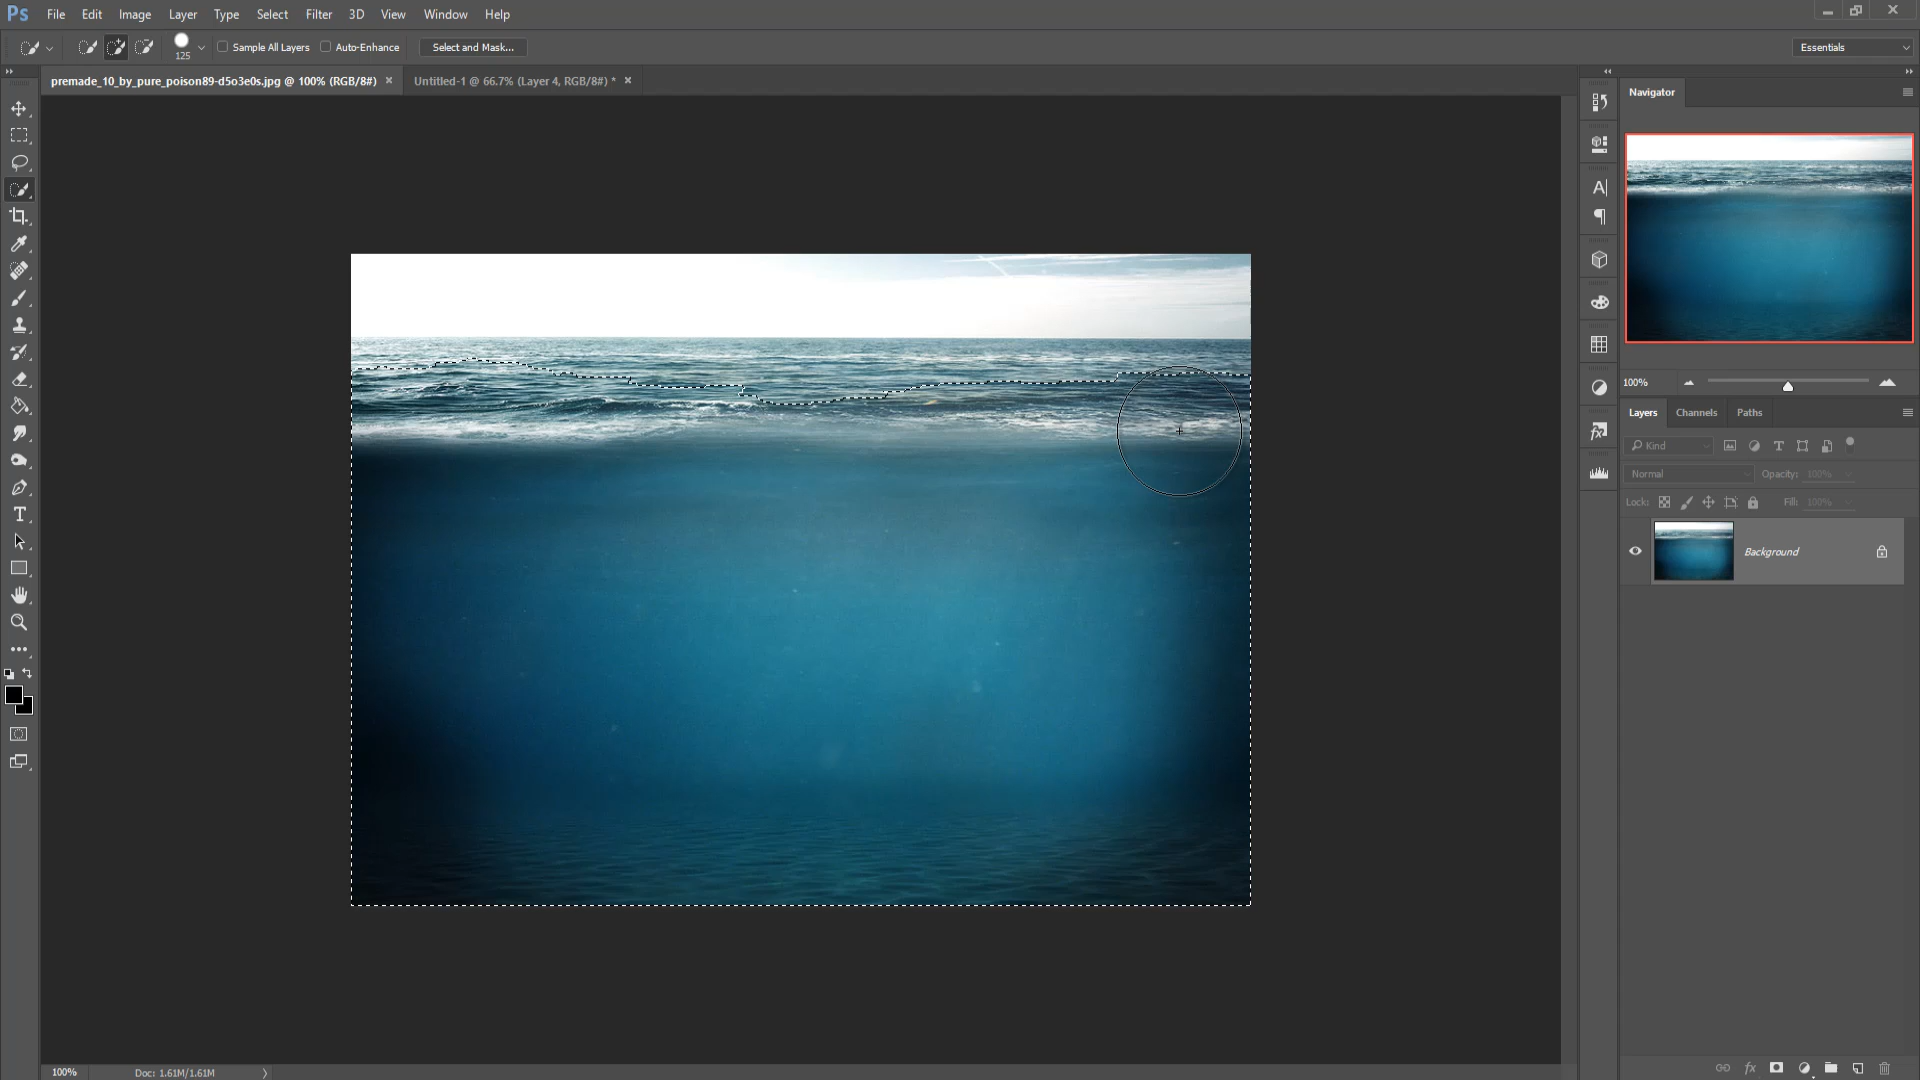 Ps File Edit Image Layer Type Select Filter 3D View Window Help
125 Sample All Layers Auto-Enhance Select and Mask... Essentials
premade_10_by_pure_poison89-d5o3e0s.jpg @ 100% (RGB/8#) × Untitled-1 @ 66.7% (Layer 4, RGB/8#) * ×
Navigator
100%
Layers Channels Paths
Kind
Normal Opacity: 100%
Lock: Fill: 100%
Background
100% Doc: 1.61M/1.61M